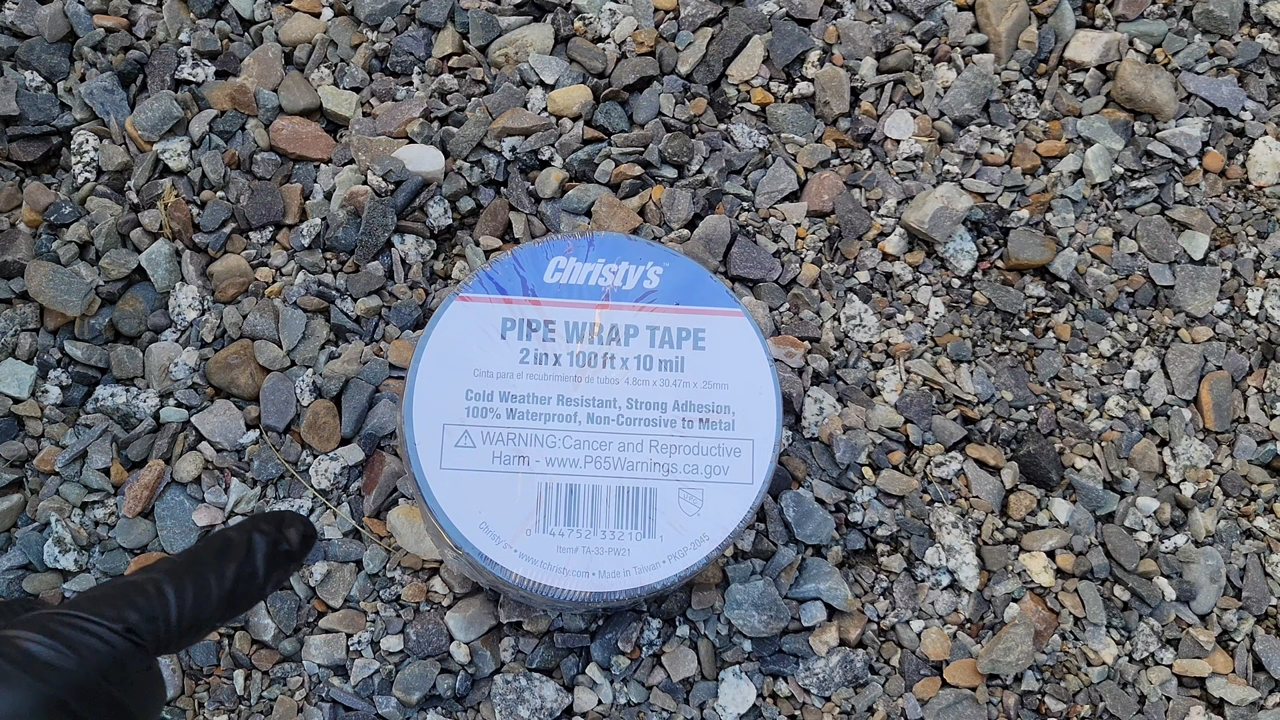 Christy's™
PIPE WRAP TAPE
2 in x 100 ft x 10 mil
Cinta para el recubrimiento de tubos 4.8cm x 30.47m x .25mm
Cold Weather Resistant, Strong Adhesion,
100% Waterproof, Non-Corrosive to Metal
⚠ WARNING:Cancer and Reproductive
Harm - www.P65Warnings.ca.gov
0 44752 33210 1
Item# TA-33-PW21
Christy's • www.tchristy.com • Made in Taiwan • PKGP-2045